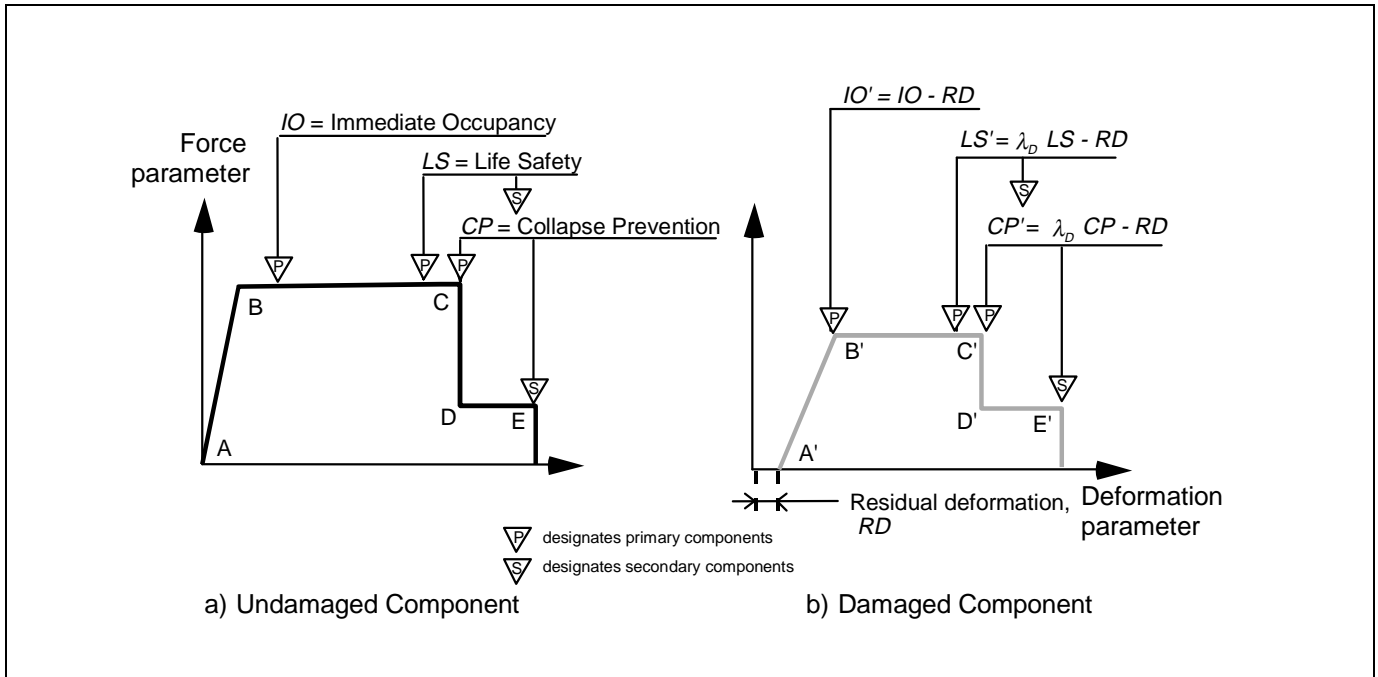 Force
parameter
IO = Immediate Occupancy
LS = Life Safety
S
CP = Collapse Prevention
P
P
P
B
C
S
D
E
A
IO' = IO - RD
LS' = λD LS - RD
S
CP' = λD CP - RD
P
P
P
B'
C'
S
D'
E'
A'
Residual deformation,
RD
Deformation
parameter
P designates primary components
S designates secondary components
a) Undamaged Component
b) Damaged Component